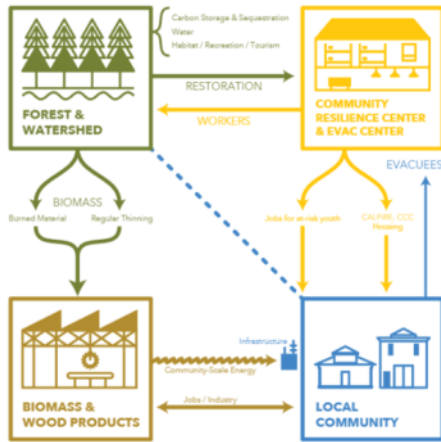 Carbon Storage & Sequestration
Water
Habitat / Recreation / Tourism
RESTORATION
WORKERS
FOREST &
WATERSHED
COMMUNITY
RESILIENCE CENTER
& EVAC CENTER
EVACUEES
BIOMASS
Burned Material
Regular Thinning
Jobs for at-risk youth
CALFIRE, CCC
Housing
Infrastructure
Community-Scale Energy
Jobs / Industry
BIOMASS &
WOOD PRODUCTS
LOCAL
COMMUNITY